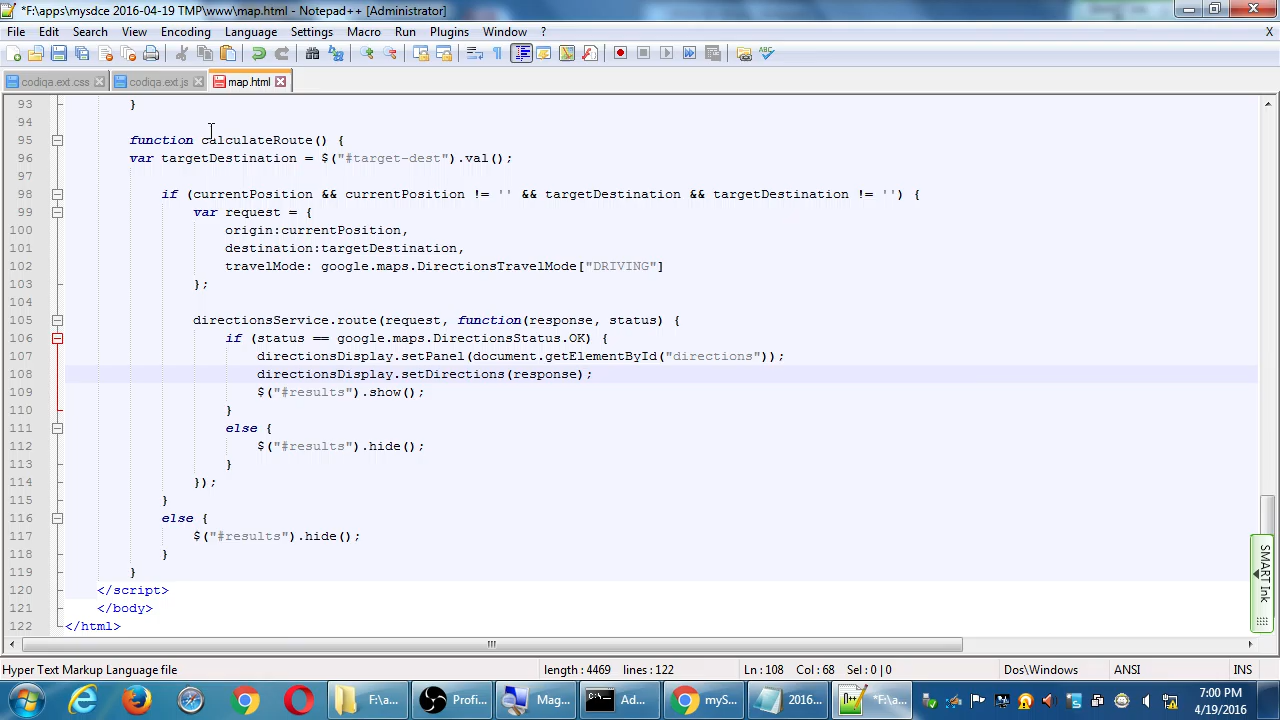 *F:\apps\mysdce 2016-04-19 TMP\www\map.html - Notepad++ [Administrator]
File Edit Search View Encoding Language Settings Macro Run Plugins Window ? X
codiqa.ext.css codiqa.ext.js map.html
93 }
94
95 function calculateRoute() {
96 var targetDestination = $("#target-dest").val();
97
98 if (currentPosition && currentPosition != '' && targetDestination && targetDestination != '') {
99 var request = {
100 origin:currentPosition,
101 destination:targetDestination,
102 travelMode: google.maps.DirectionsTravelMode["DRIVING"]
103 };
104
105 directionsService.route(request, function(response, status) {
106 if (status == google.maps.DirectionsStatus.OK) {
107 directionsDisplay.setPanel(document.getElementById("directions"));
108 directionsDisplay.setDirections(response);
109 $("#results").show();
110 }
111 else {
112 $("#results").hide();
113 }
114 });
115 }
116 else {
117 $("#results").hide();
118 }
119 }
120 </script>
121 </body>
122 </html>
SMART Ink
Hyper Text Markup Language file length : 4469 lines : 122 Ln : 108 Col : 68 Sel : 0 | 0 Dos\Windows ANSI INS
F:\a... Profi... Mag... Ad... myS... 2016... *F:\a... 7:00 PM
4/19/2016